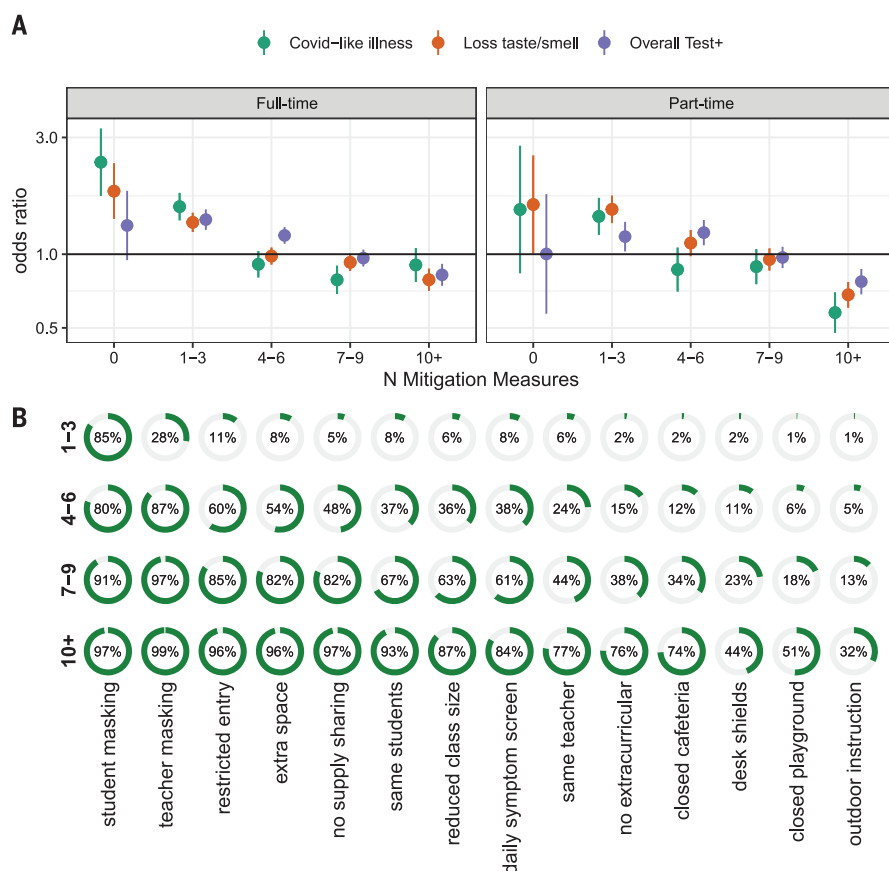 A
Covid−like illness Loss taste/smell Overall Test+
Full−time Part−time
odds ratio
3.0
1.0
0.5
0 1−3 4−6 7−9 10+ 0 1−3 4−6 7−9 10+
N Mitigation Measures
B
1−3 85% 28% 11% 8% 5% 8% 6% 8% 6% 2% 2% 2% 1% 1%
4−6 80% 87% 60% 54% 48% 37% 36% 38% 24% 15% 12% 11% 6% 5%
7−9 91% 97% 85% 82% 82% 67% 63% 61% 44% 38% 34% 23% 18% 13%
10+ 97% 99% 96% 96% 97% 93% 87% 84% 77% 76% 74% 44% 51% 32%
student masking
teacher masking
restricted entry
extra space
no supply sharing
same students
reduced class size
daily symptom screen
same teacher
no extracurricular
closed cafeteria
desk shields
closed playground
outdoor instruction